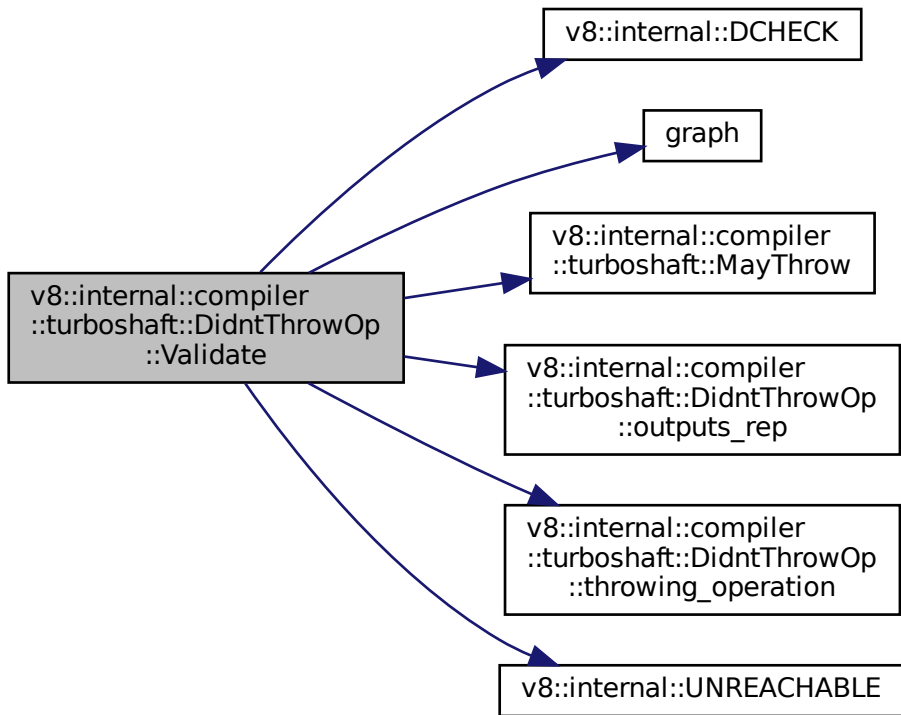 v8::internal::DCHECK
graph
v8::internal::compiler
::turboshaft::MayThrow
v8::internal::compiler
::turboshaft::DidntThrowOp
::Validate
v8::internal::compiler
::turboshaft::DidntThrowOp
::outputs_rep
v8::internal::compiler
::turboshaft::DidntThrowOp
::throwing_operation
v8::internal::UNREACHABLE